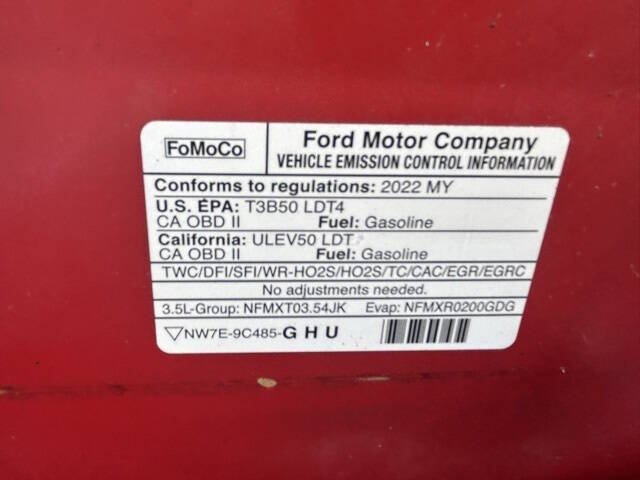 FoMoCo
Ford Motor Company
VEHICLE EMISSION CONTROL INFORMATION
Conforms to regulations: 2022 MY
U.S. EPA: T3B50 LDT4
CA OBD II Fuel: Gasoline
California: ULEV50 LDT
CA OBD II Fuel: Gasoline
TWC/DFI/SFI/WR-HO2S/HO2S/TC/CAC/EGR/EGRC
No adjustments needed.
3.5L-Group: NFMXT03.54JK Evap: NFMXR0200GDG
NW7E-9C485-GHU